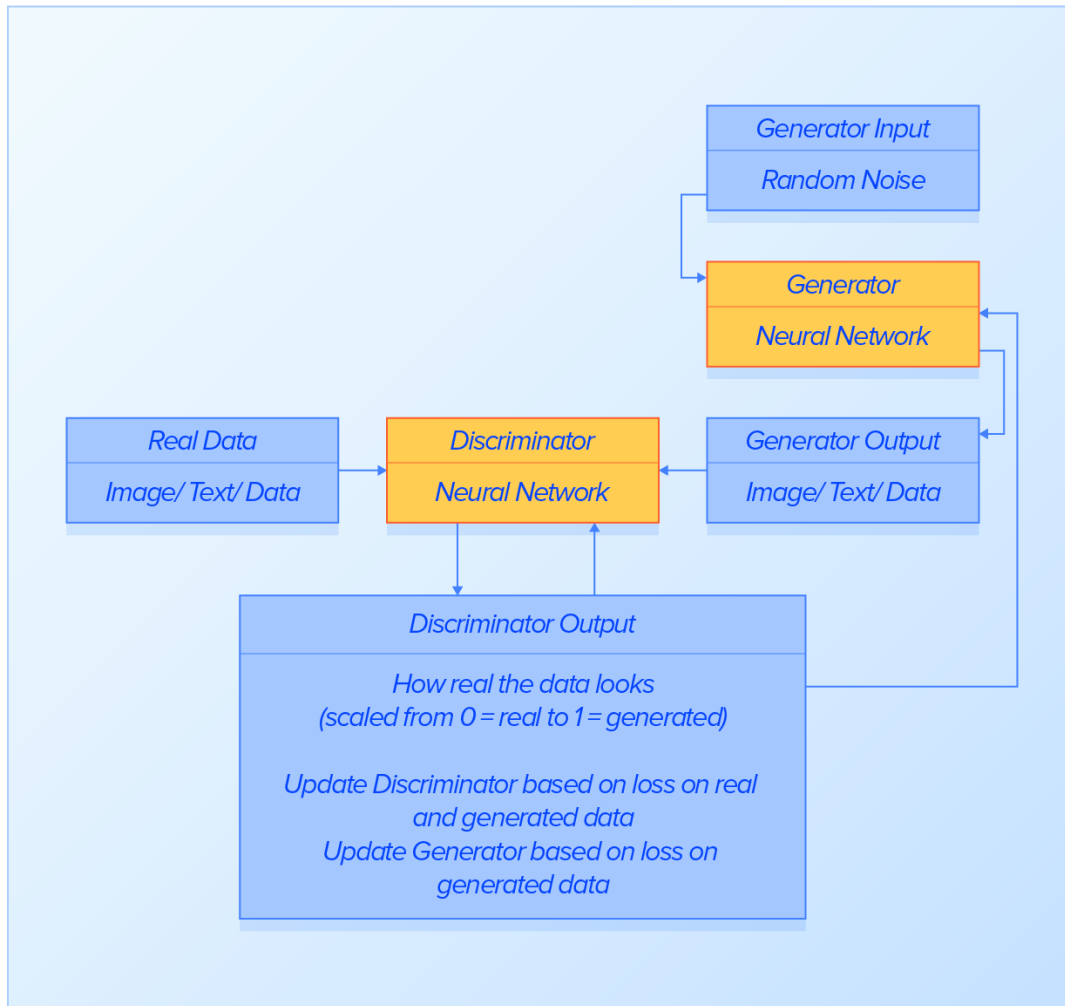 Generator Input
Random Noise
Generator
Neural Network
Real Data
Image/ Text/ Data
Discriminator
Neural Network
Generator Output
Image/ Text/ Data
Discriminator Output
How real the data looks
(scaled from 0 = real to 1 = generated)
Update Discriminator based on loss on real
and generated data
Update Generator based on loss on
generated data